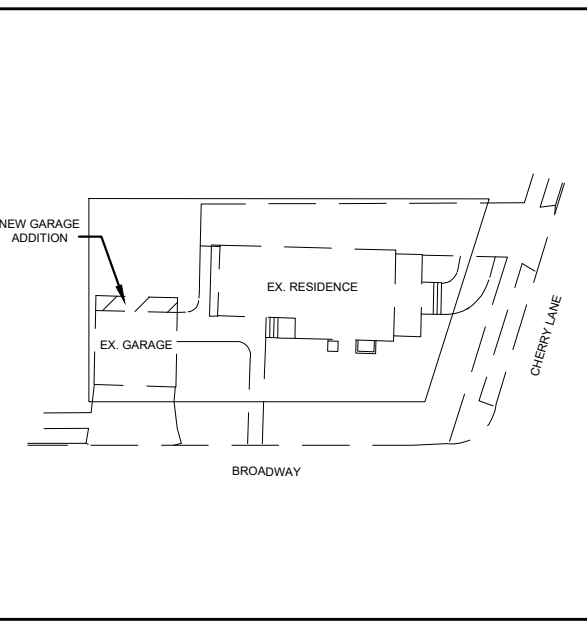 NEW GARAGE
ADDITION
EX. RESIDENCE
EX. GARAGE
CHERRY LANE
BROADWAY